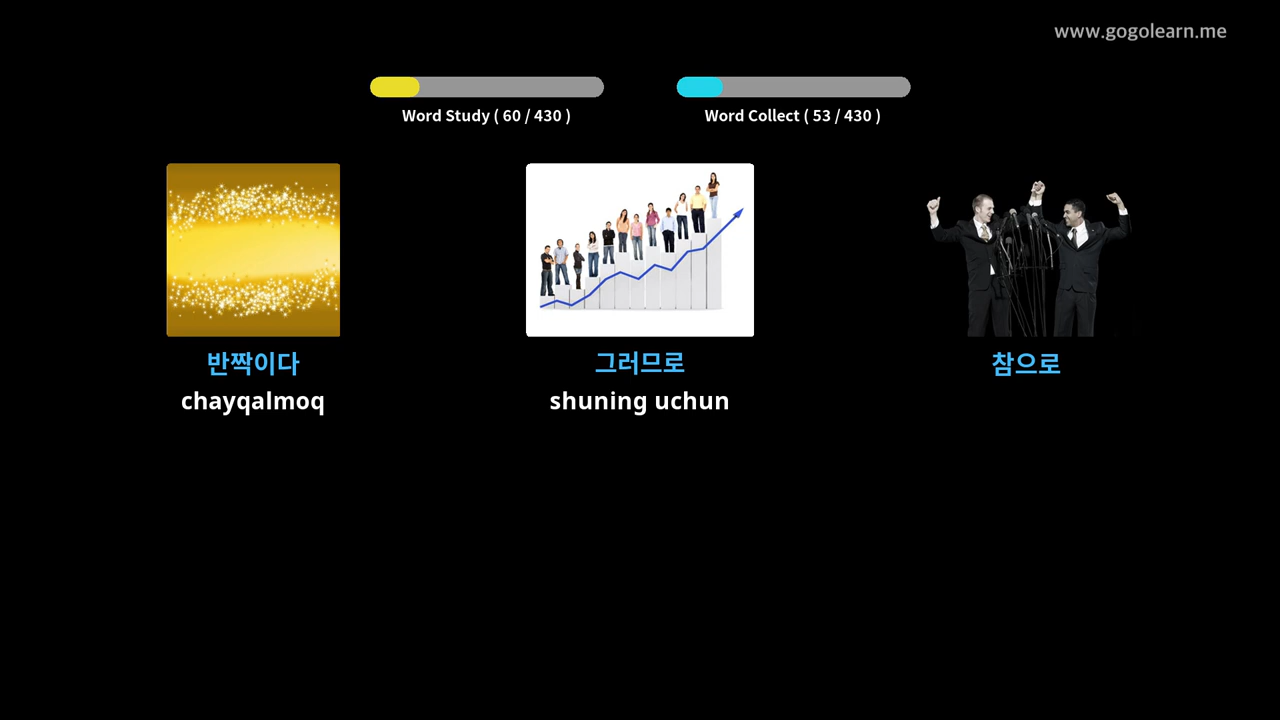 www.gogolearn.me
Word Study ( 60 / 430 )
Word Collect ( 53 / 430 )
반짝이다
그러므로
참으로
chayqalmoq
shuning uchun